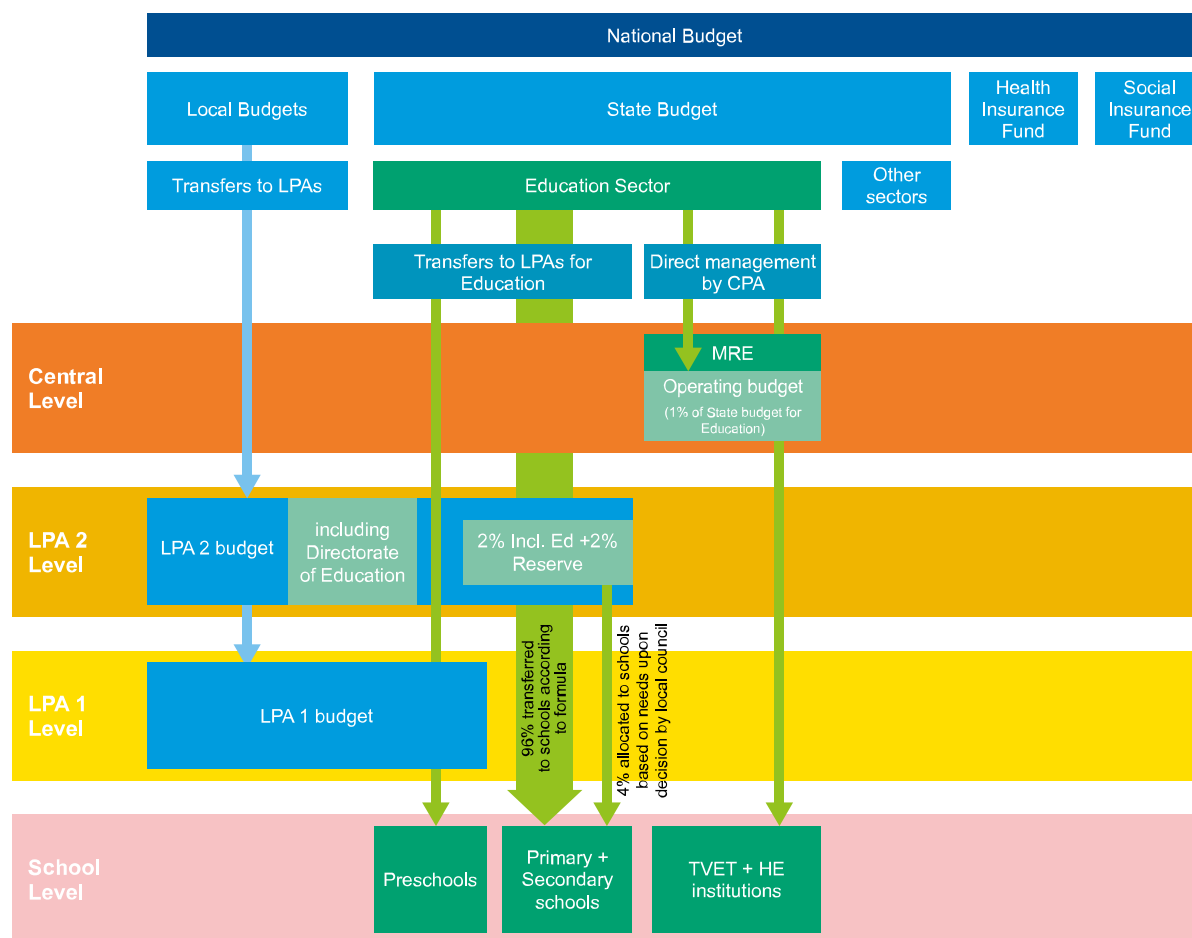 National Budget
Local Budgets
State Budget
Health
Insurance
Fund
Social
Insurance
Fund
Transfers to LPAs
Education Sector
Other
sectors
Transfers to LPAs for
Education
Direct management
by CPA
Central
Level
MRE
Operating budget
(1% of State budget for
Education)
LPA 2
Level
LPA 2 budget
including
Directorate
of Education
2% Incl. Ed +2%
Reserve
96% transferred
to schools according
to formula
4% allocated to schools
based on needs upon
decision by local council
LPA 1
Level
LPA 1 budget
School
Level
Preschools
Primary +
Secondary
schools
TVET + HE
institutions